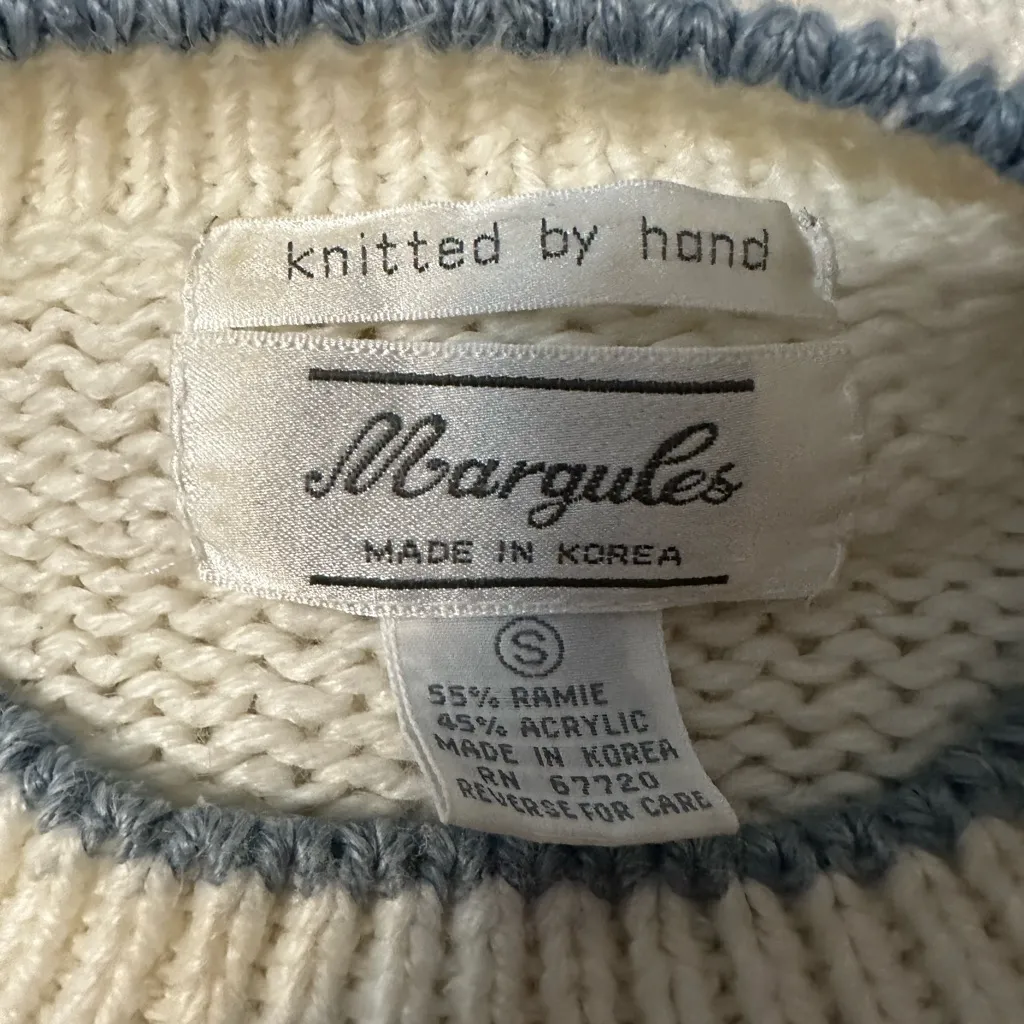 knitted by hand
Margules
MADE IN KOREA
S
55% RAMIE
45% ACRYLIC
MADE IN KOREA
RN 67720
REVERSE FOR CARE